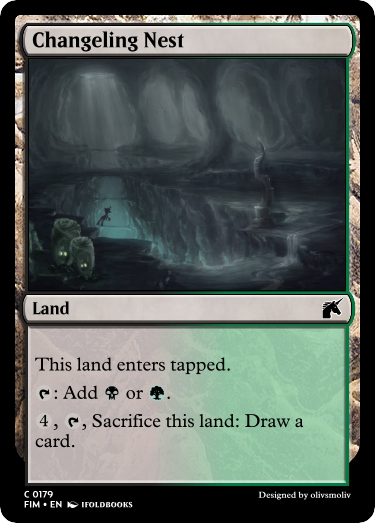 Changeling Nest
Land
This land enters tapped.
: Add or .
4 , , Sacrifice this land: Draw a
card.
C 0179
FIM • EN IFOLDBOOKS
Designed by olivsmoliv